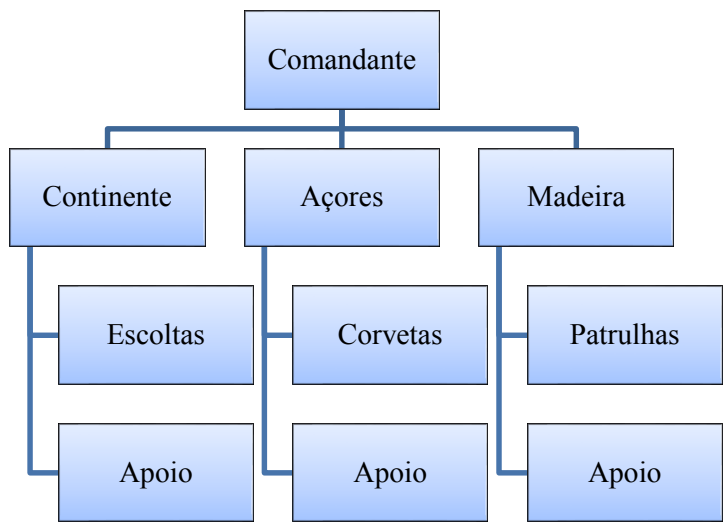 Comandante
Continente
Açores
Madeira
Escoltas
Corvetas
Patrulhas
Apoio
Apoio
Apoio